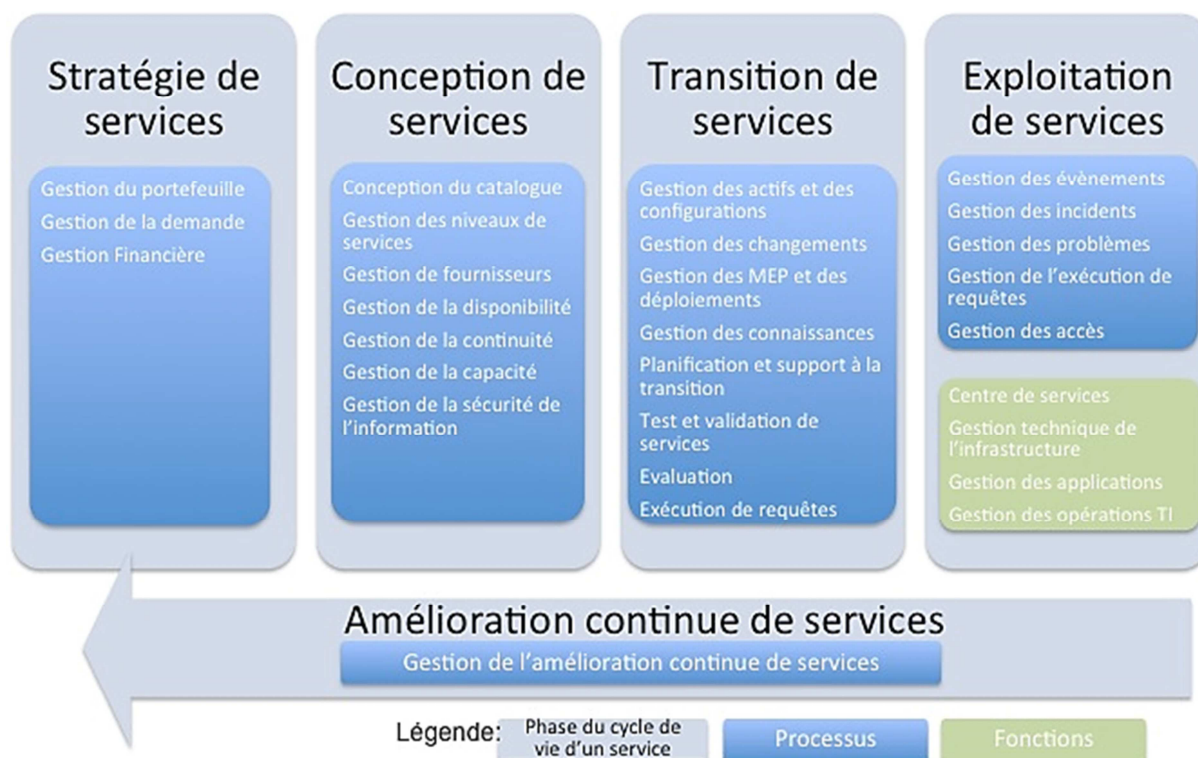 Stratégie de
services
Gestion du portefeuille
Gestion de la demande
Gestion Financière
Conception de
services
Conception du catalogue
Gestion des niveaux de
services
Gestion de fournisseurs
Gestion de la disponibilité
Gestion de la continuité
Gestion de la capacité
Gestion de la sécurité de
l'information
Transition de
services
Gestion des actifs et des
configurations
Gestion des changements
Gestion des MEP et des
déploiements
Gestion des connaissances
Planification et support à la
transition
Test et validation de
services
Evaluation
Exécution de requêtes
Exploitation
de services
Gestion des évènements
Gestion des incidents
Gestion des problèmes
Gestion de l'exécution de
requêtes
Gestion des accès
Centre de services
Gestion technique de
l'infrastructure
Gestion des applications
Gestion des opérations TI
Amélioration continue de services
Gestion de l'amélioration continue de services
Légende:
Phase du cycle de
vie d'un service
Processus
Fonctions